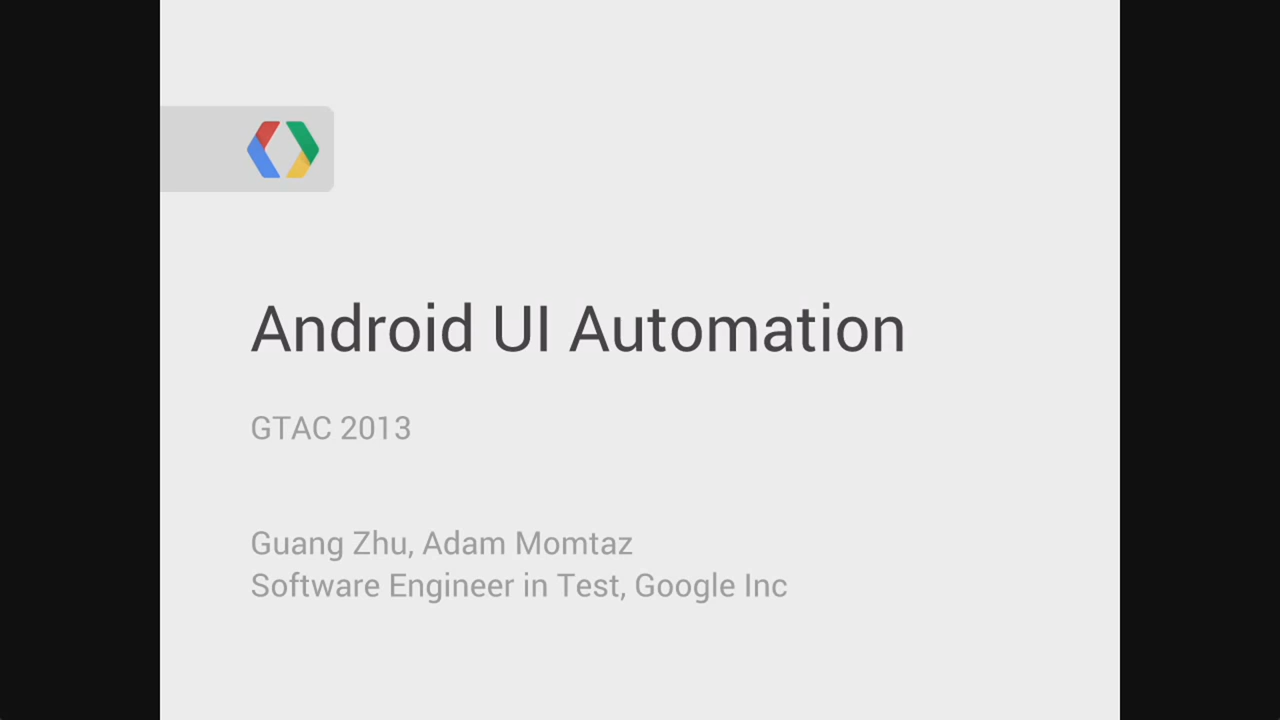 Android UI Automation
GTAC 2013
Guang Zhu, Adam Momtaz
Software Engineer in Test, Google Inc